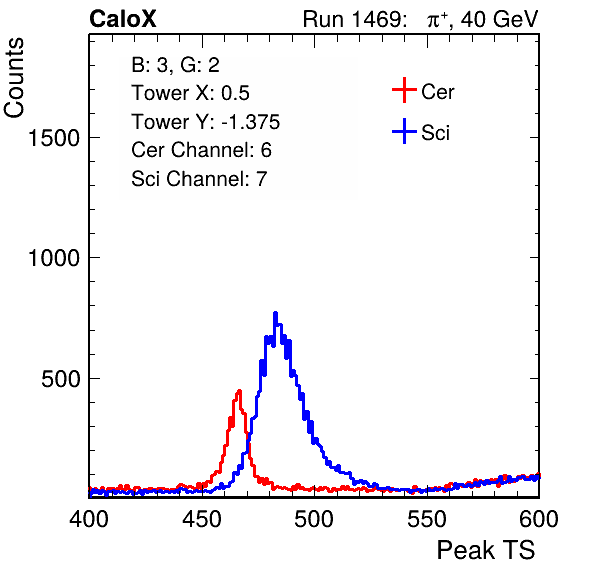 CaloX Run 1469: π⁺, 40 GeV
Counts
B: 3, G: 2
Tower X: 0.5
Tower Y: -1.375
Cer Channel: 6
Sci Channel: 7
Cer
Sci
1500
1000
500
400 450 500 550 600
Peak TS